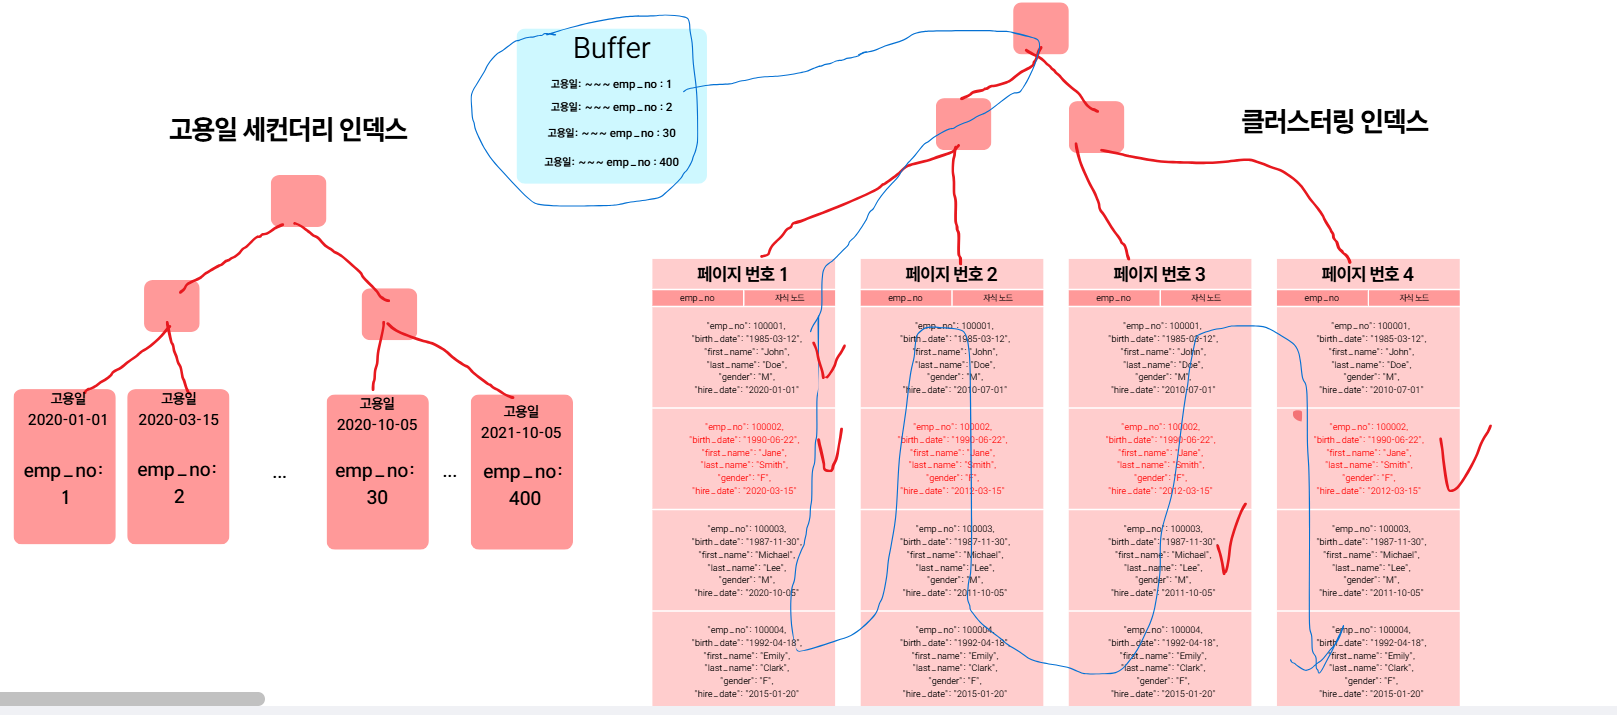 Buffer
고용일: ~~~ emp_no : 1
고용일: ~~~ emp_no : 2
고용일: ~~~ emp_no : 30
고용일: ~~~ emp_no : 400
고용일 세컨더리 인덱스
고용일
2020-01-01
emp_no:
1
고용일
2020-03-15
emp_no:
2
...
고용일
2020-10-05
emp_no:
30
...
고용일
2021-10-05
emp_no:
400
클러스터링 인덱스
페이지 번호 1
emp_no 자식 노드
"emp_no": 100001,
"birth_date": "1985-03-12",
"first_name": "John",
"last_name": "Doe",
"gender": "M",
"hire_date": "2020-01-01"
"emp_no": 100002,
"birth_date": "1990-06-22",
"first_name": "Jane",
"last_name": "Smith",
"gender": "F",
"hire_date": "2020-03-15"
"emp_no": 100003,
"birth_date": "1987-11-30",
"first_name": "Michael",
"last_name": "Lee",
"gender": "M",
"hire_date": "2020-10-05"
"emp_no": 100004,
"birth_date": "1992-04-18",
"first_name": "Emily",
"last_name": "Clark",
"gender": "F",
"hire_date": "2015-01-20"
페이지 번호 2
emp_no 자식 노드
"emp_no": 100001,
"birth_date": "1985-03-12",
"first_name": "John",
"last_name": "Doe",
"gender": "M",
"hire_date": "2010-07-01"
"emp_no": 100002,
"birth_date": "1990-06-22",
"first_name": "Jane",
"last_name": "Smith",
"gender": "F",
"hire_date": "2012-03-15"
"emp_no": 100003,
"birth_date": "1987-11-30",
"first_name": "Michael",
"last_name": "Lee",
"gender": "M",
"hire_date": "2011-10-05"
"emp_no": 100004,
"birth_date": "1992-04-18",
"first_name": "Emily",
"last_name": "Clark",
"gender": "F",
"hire_date": "2015-01-20"
페이지 번호 3
emp_no 자식 노드
"emp_no": 100001,
"birth_date": "1985-03-12",
"first_name": "John",
"last_name": "Doe",
"gender": "M",
"hire_date": "2010-07-01"
"emp_no": 100002,
"birth_date": "1990-06-22",
"first_name": "Jane",
"last_name": "Smith",
"gender": "F",
"hire_date": "2012-03-15"
"emp_no": 100003,
"birth_date": "1987-11-30",
"first_name": "Michael",
"last_name": "Lee",
"gender": "M",
"hire_date": "2011-10-05"
"emp_no": 100004,
"birth_date": "1992-04-18",
"first_name": "Emily",
"last_name": "Clark",
"gender": "F",
"hire_date": "2015-01-20"
페이지 번호 4
emp_no 자식 노드
"emp_no": 100001,
"birth_date": "1985-03-12",
"first_name": "John",
"last_name": "Doe",
"gender": "M",
"hire_date": "2010-07-01"
"emp_no": 100002,
"birth_date": "1990-06-22",
"first_name": "Jane",
"last_name": "Smith",
"gender": "F",
"hire_date": "2012-03-15"
"emp_no": 100003,
"birth_date": "1987-11-30",
"first_name": "Michael",
"last_name": "Lee",
"gender": "M",
"hire_date": "2011-10-05"
"emp_no": 100004,
"birth_date": "1992-04-18",
"first_name": "Emily",
"last_name": "Clark",
"gender": "F",
"hire_date": "2015-01-20"